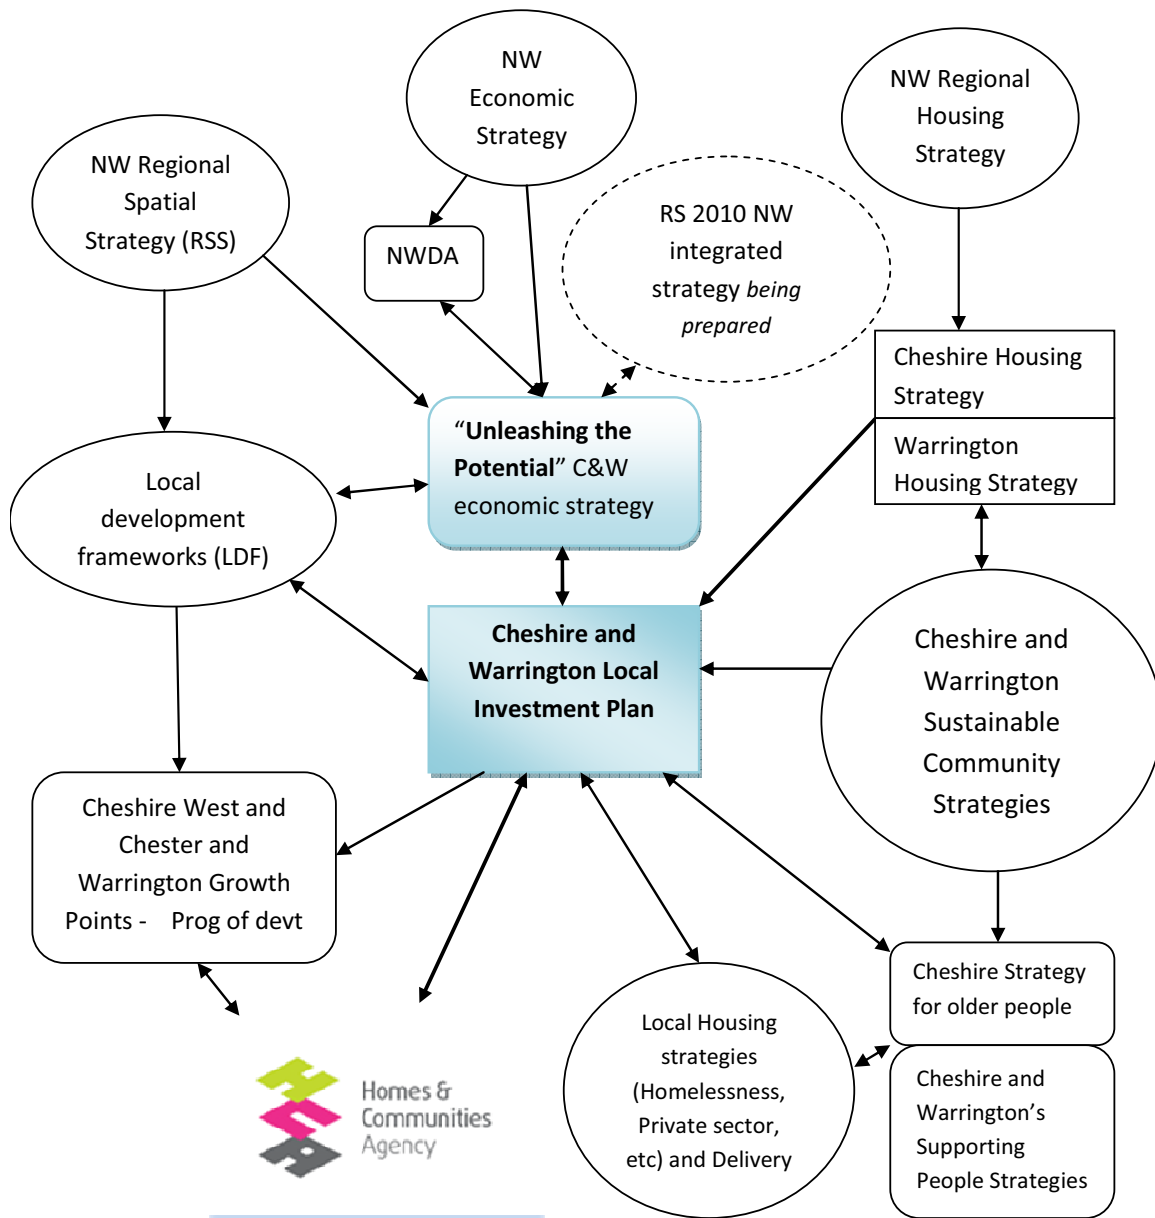 NW
Economic
Strategy
NW Regional
Housing
Strategy
NW Regional
Spatial
Strategy (RSS)
NWDA
RS 2010 NW
integrated
strategy being
prepared
Cheshire Housing
Strategy
Warrington
Housing Strategy
“Unleashing the
Potential” C&W
economic strategy
Local
development
frameworks (LDF)
Cheshire and
Warrington Local
Investment Plan
Cheshire and
Warrington
Sustainable
Community
Strategies
Cheshire West and
Chester and
Warrington Growth
Points - Prog of devt
Cheshire Strategy
for older people
Local Housing
strategies
(Homelessness,
Private sector,
etc) and Delivery
Cheshire and
Warrington’s
Supporting
People Strategies
HCA
Homes &
Communities
Agency